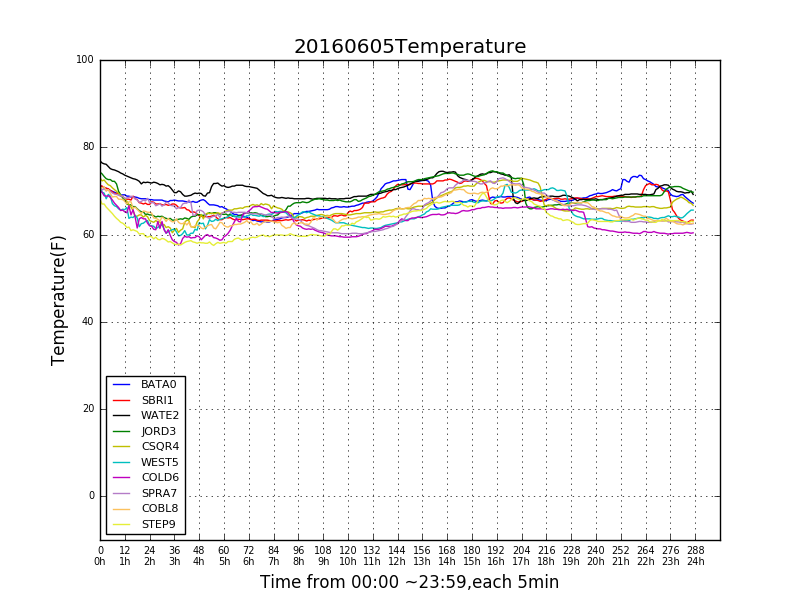 20160605Temperature
100
80
60
40
20
0
Temperature(F)
BATA0
SBRI1
WATE2
JORD3
CSQR4
WEST5
COLD6
SPRA7
COBL8
STEP9
0 12 24 36 48 60 72 84 96 108 120 132 144 156 168 180 192 204 216 228 240 252 264 276 288
0h 1h 2h 3h 4h 5h 6h 7h 8h 9h 10h 11h 12h 13h 14h 15h 16h 17h 18h 19h 20h 21h 22h 23h 24h
Time from 00:00 ~23:59,each 5min